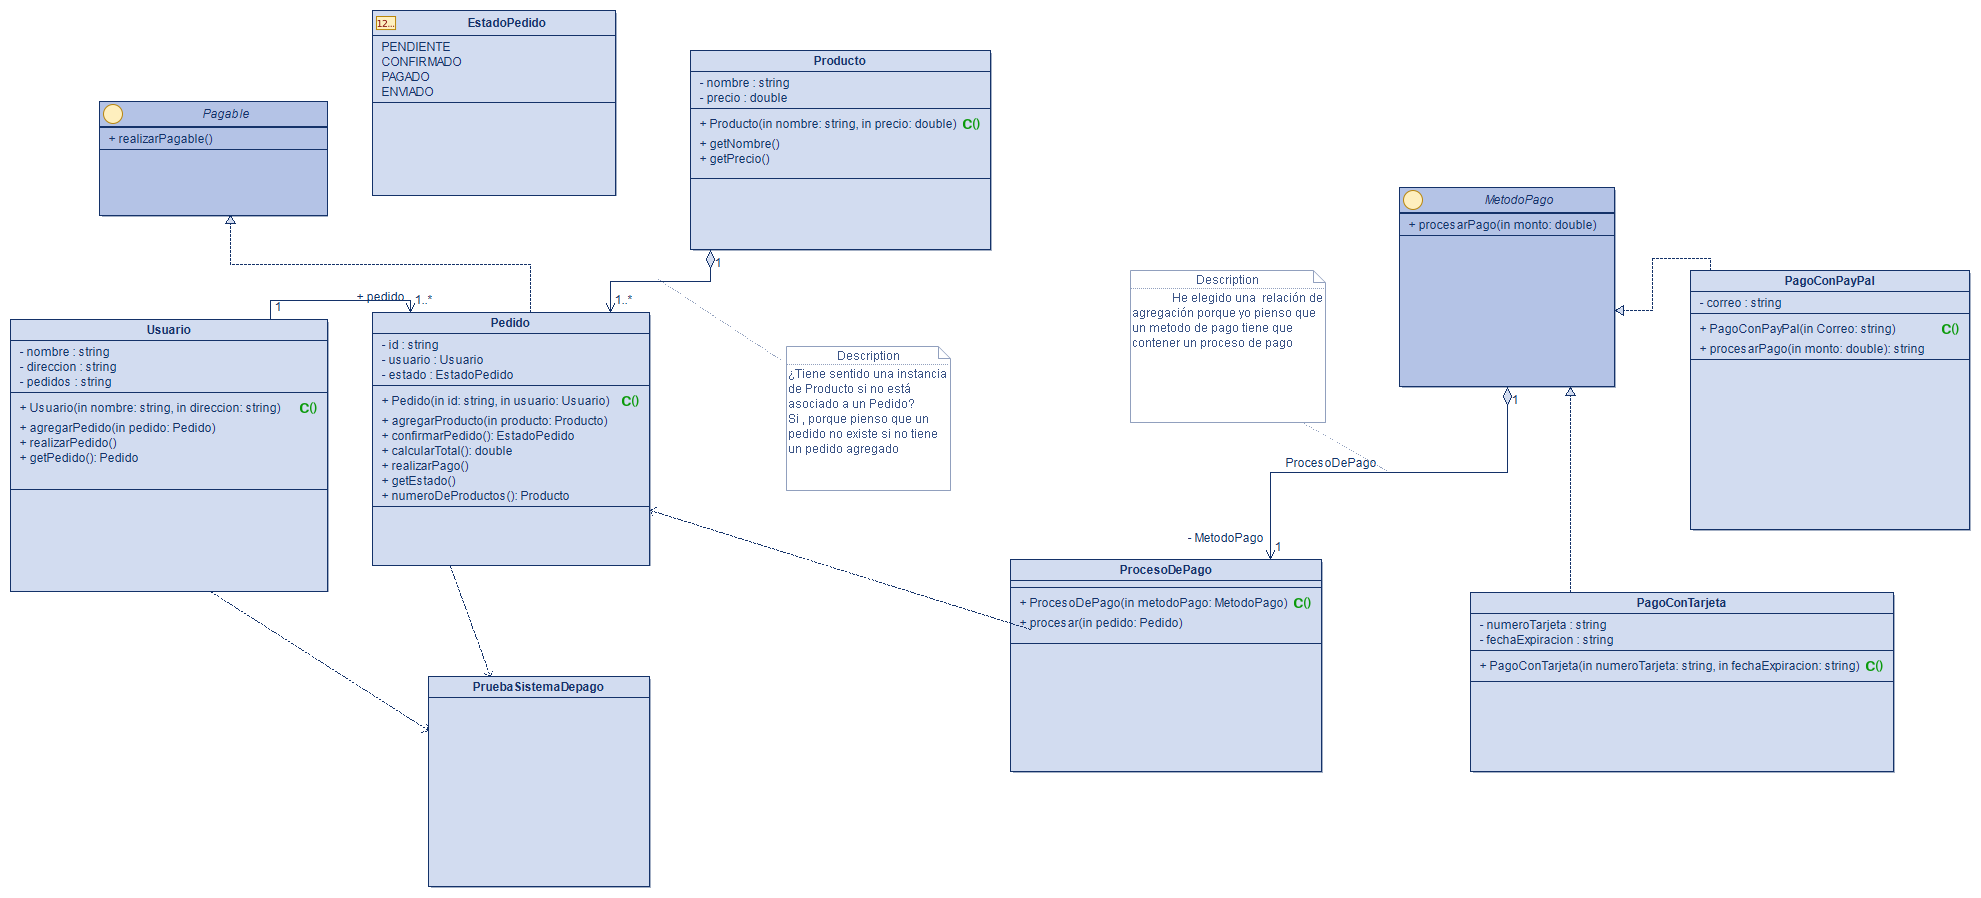 12...
EstadoPedido
PENDIENTE
CONFIRMADO
PAGADO
ENVIADO
Producto
- nombre : string
- precio : double
+ Producto(in nombre: string, in precio: double) C()
+ getNombre()
+ getPrecio()
Pagable
+ realizarPagable()
MetodoPago
+ procesarPago(in monto: double)
1
1
+ pedido
1..*
1..*
Usuario
- nombre : string
- direccion : string
- pedidos : string
+ Usuario(in nombre: string, in direccion: string) C()
+ agregarPedido(in pedido: Pedido)
+ realizarPedido()
+ getPedido(): Pedido
Pedido
- id : string
- usuario : Usuario
- estado : EstadoPedido
+ Pedido(in id: string, in usuario: Usuario) C()
+ agregarProducto(in producto: Producto)
+ confirmarPedido(): EstadoPedido
+ calcularTotal(): double
+ realizarPago()
+ getEstado()
+ numeroDeProductos(): Producto
Description
¿Tiene sentido una instancia
de Producto si no está
asociado a un Pedido?
Si , porque pienso que un
pedido no existe si no tiene
un pedido agregado
Description
He elegido una relación de
agregación porque yo pienso que
un metodo de pago tiene que
contener un proceso de pago
PagoConPayPal
- correo : string
+ PagoConPayPal(in Correo: string) C()
+ procesarPago(in monto: double): string
1
ProcesoDePago
- MetodoPago
1
ProcesoDePago
+ ProcesoDePago(in metodoPago: MetodoPago) C()
+ procesar(in pedido: Pedido)
PagoConTarjeta
- numeroTarjeta : string
- fechaExpiracion : string
+ PagoConTarjeta(in numeroTarjeta: string, in fechaExpiracion: string) C()
PruebaSistemaDepago